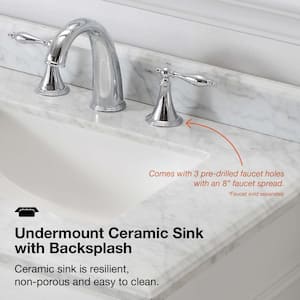 Comes with 3 pre-drilled faucet holes
with an 8" faucet spread.
*Faucet sold separately
Undermount Ceramic Sink
with Backsplash
Ceramic sink is resilient,
non-porous and easy to clean.